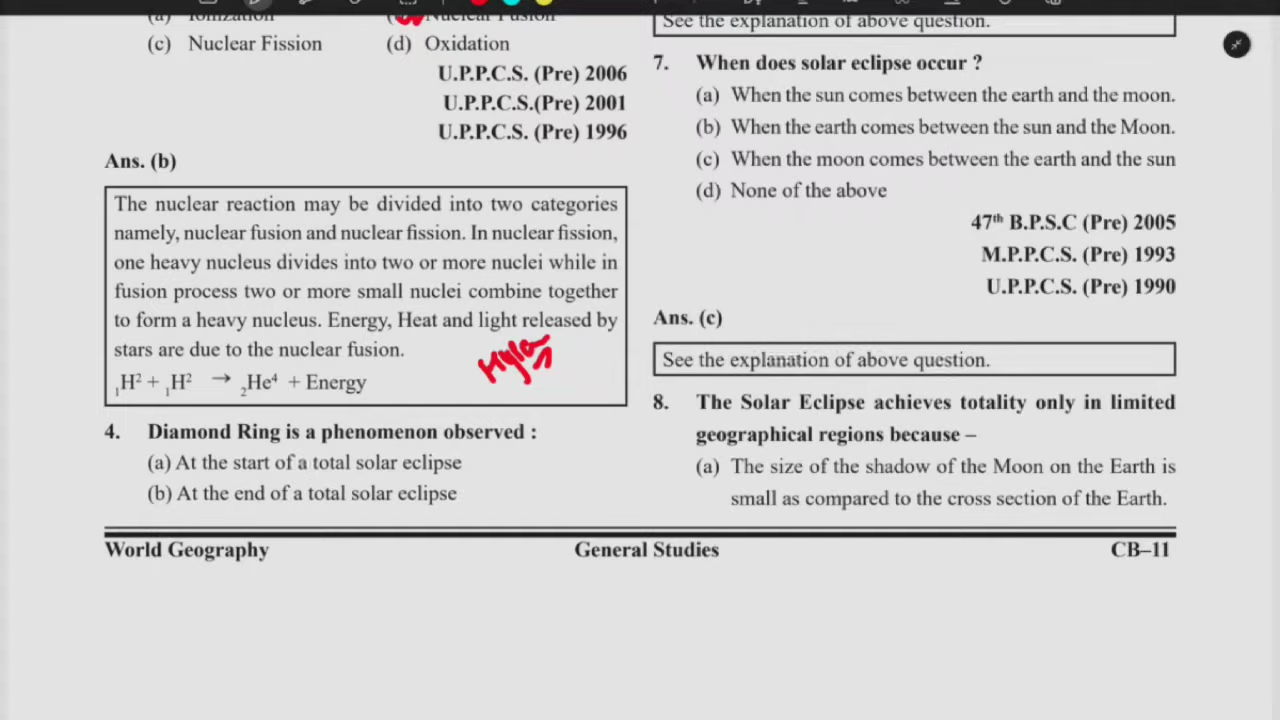 (a) Ionization
Nuclear Fusion
(c) Nuclear Fission
(d) Oxidation
U.P.P.C.S. (Pre) 2006
U.P.P.C.S.(Pre) 2001
U.P.P.C.S. (Pre) 1996
Ans. (b)
The nuclear reaction may be divided into two categories
namely, nuclear fusion and nuclear fission. In nuclear fission,
one heavy nucleus divides into two or more nuclei while in
fusion process two or more small nuclei combine together
to form a heavy nucleus. Energy, Heat and light released by
stars are due to the nuclear fusion.
₁H² + ₁H² → ₂He⁴ + Energy
4. Diamond Ring is a phenomenon observed :
(a) At the start of a total solar eclipse
(b) At the end of a total solar eclipse
See the explanation of above question.
7. When does solar eclipse occur ?
(a) When the sun comes between the earth and the moon.
(b) When the earth comes between the sun and the Moon.
(c) When the moon comes between the earth and the sun
(d) None of the above
47th B.P.S.C (Pre) 2005
M.P.P.C.S. (Pre) 1993
U.P.P.C.S. (Pre) 1990
Ans. (c)
See the explanation of above question.
8. The Solar Eclipse achieves totality only in limited
geographical regions because –
(a) The size of the shadow of the Moon on the Earth is
small as compared to the cross section of the Earth.
World Geography
General Studies
CB–11